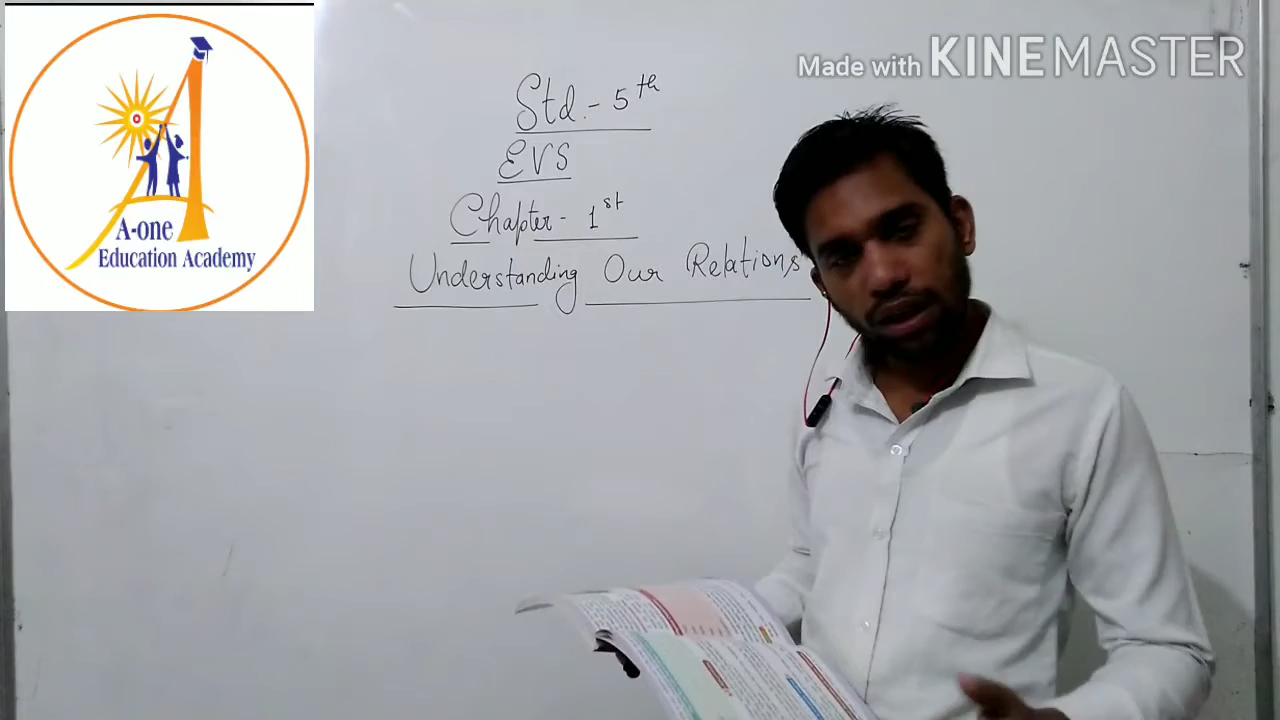 Made with KINEMASTER
A-one
Education Academy
Std.- 5th
EVS
Chapter- 1st
Understanding Our Relations